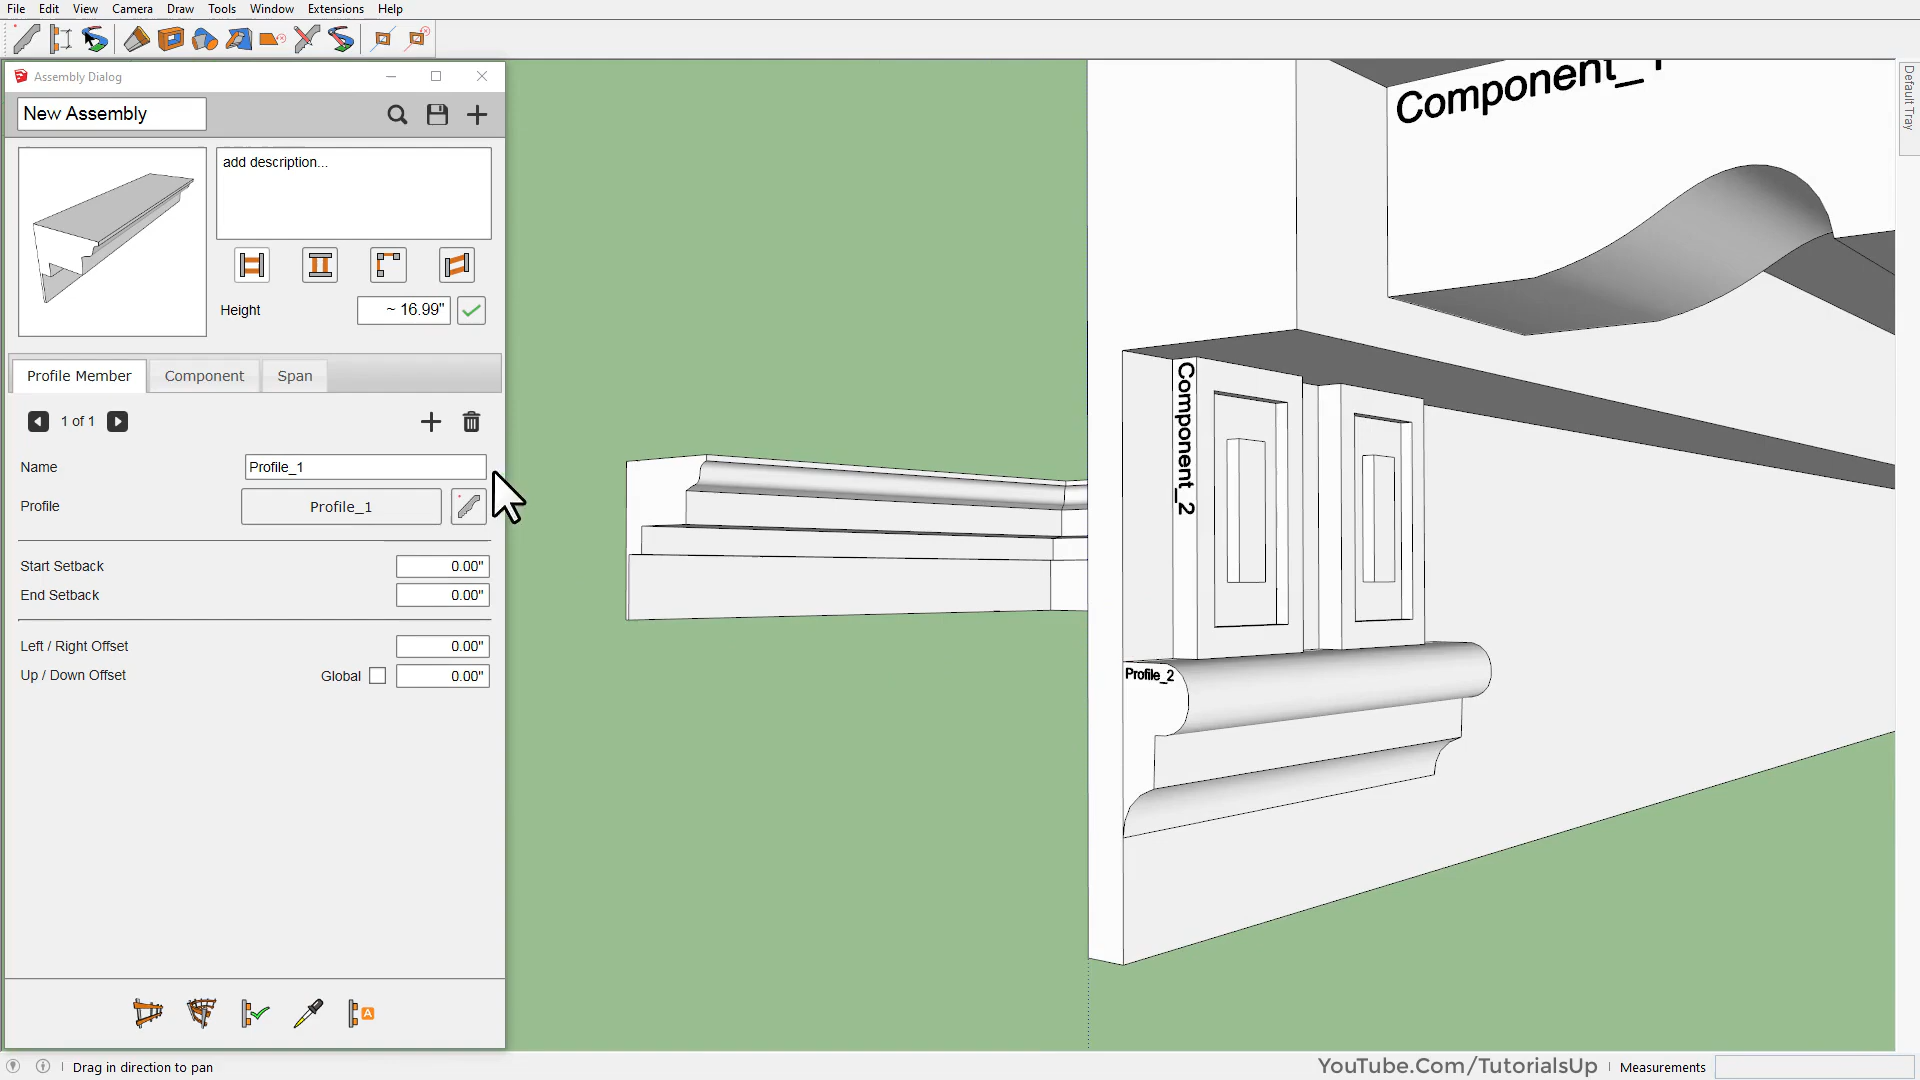 File Edit View Camera Draw Tools Window Extensions Help
Assembly Dialog
New Assembly
add description...
Height ~ 16.99"
Profile Member Component Span
1 of 1
Name Profile_1
Profile Profile_1
Start Setback 0.00"
End Setback 0.00"
Left / Right Offset 0.00"
Up / Down Offset Global 0.00"
A
Component_1
Component_2
Profile_2
Default Tray
Drag in direction to pan
YouTube.Com/TutorialsUp
Measurements